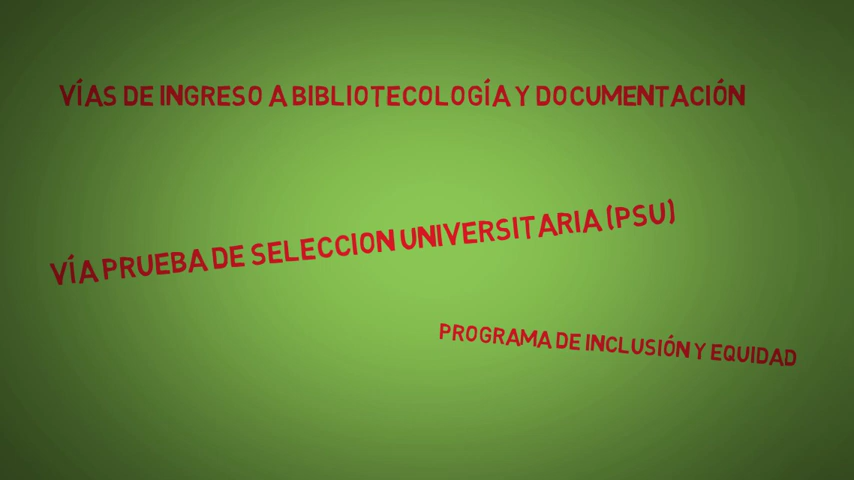 VÍAS DE INGRESO A BIBLIOTECOLOGÍA Y DOCUMENTACIÓN
VÍA PRUEBA DE SELECCION UNIVERSITARIA (PSU)
PROGRAMA DE INCLUSIÓN Y EQUIDAD